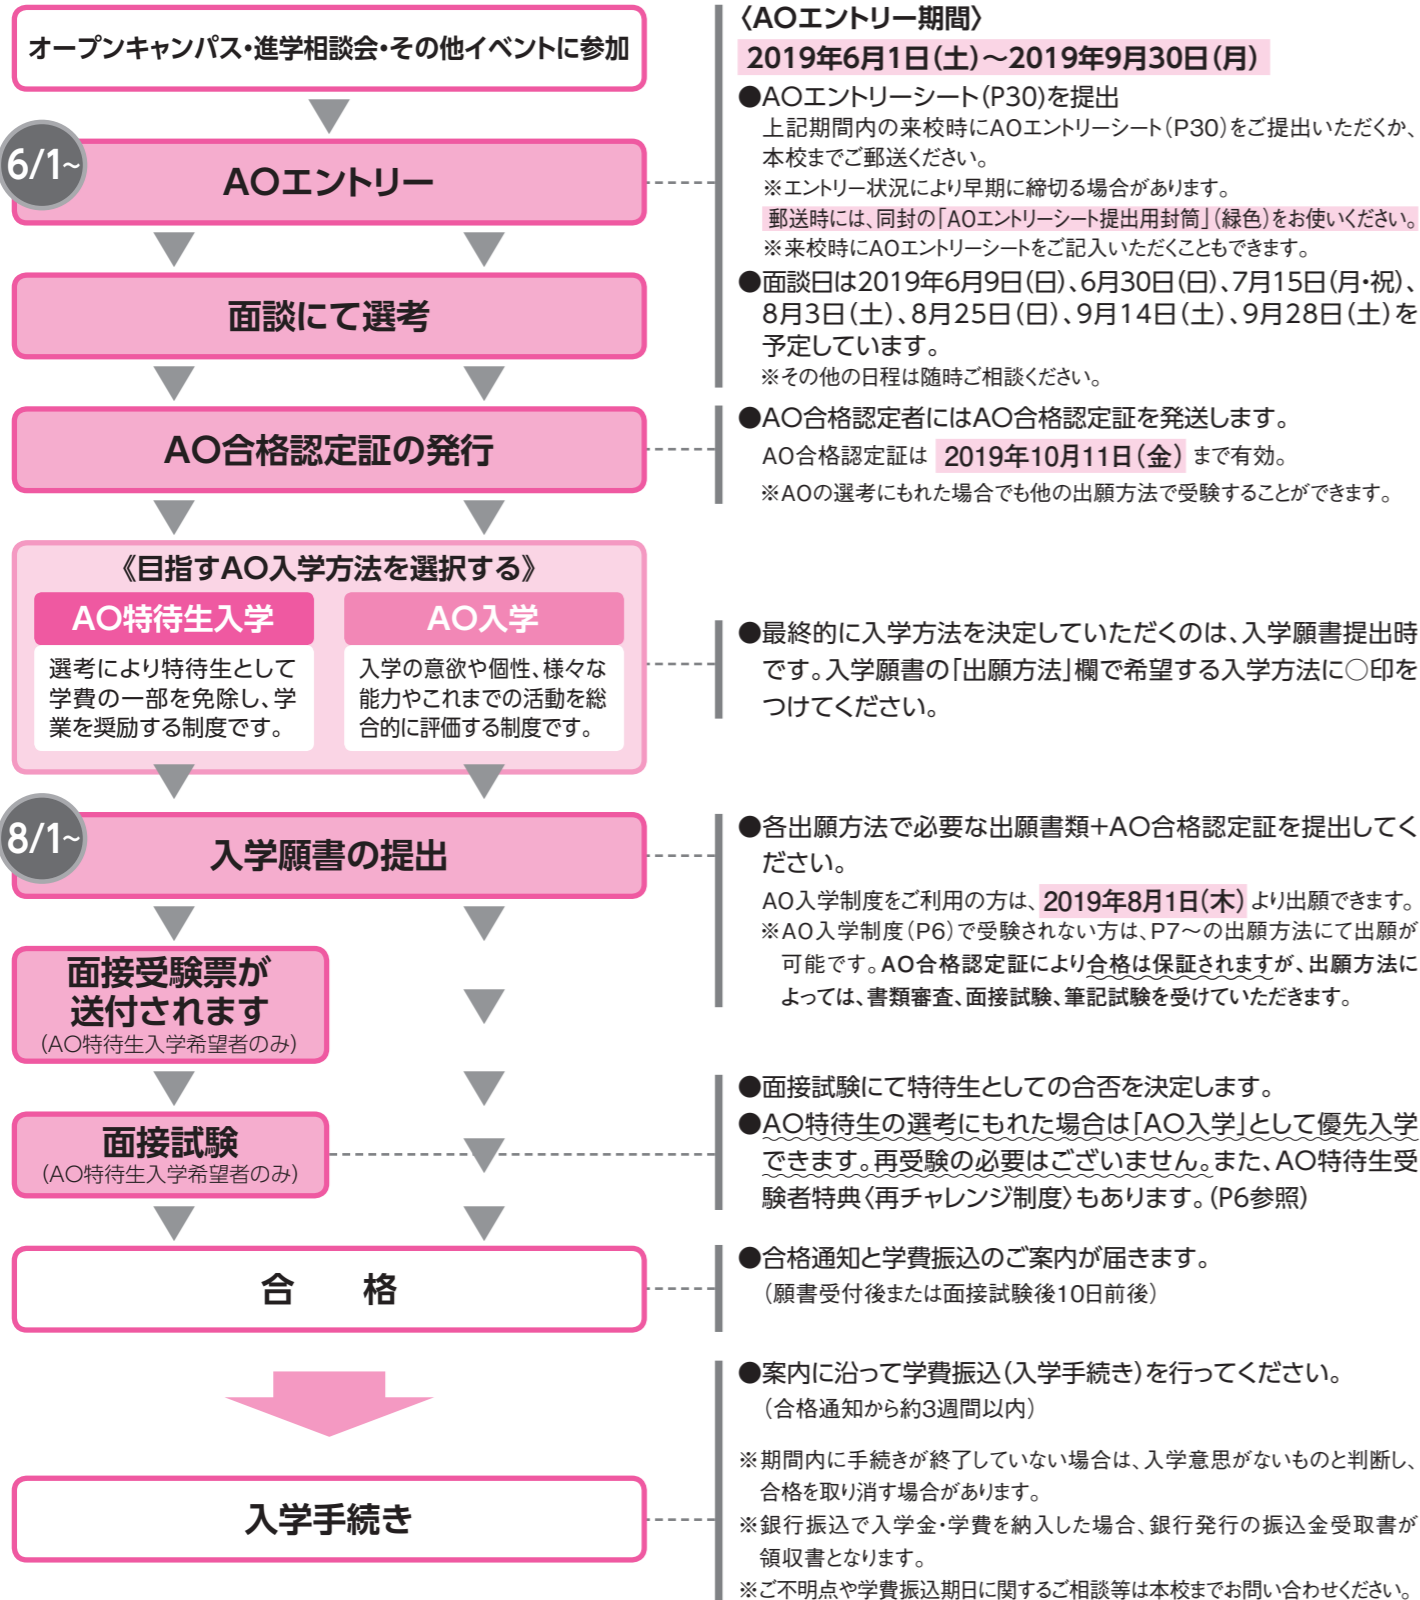 オープンキャンパス・進学相談会・その他イベントに参加
6/1~
AOエントリー
〈AOエントリー期間〉
2019年6月1日(土)~2019年9月30日(月)
●AOエントリーシート(P30)を提出
上記期間内の来校時にAOエントリーシート(P30)をご提出いただくか、
本校までご郵送ください。
※エントリー状況により早期に締切る場合があります。
郵送時には、同封の「AOエントリーシート提出用封筒」(緑色)をお使いください。
※来校時にAOエントリーシートをご記入いただくこともできます。
面談にて選考
●面談日は2019年6月9日(日)、6月30日(日)、7月15日(月・祝)、
8月3日(土)、8月25日(日)、9月14日(土)、9月28日(土)を
予定しています。
※その他の日程は随時ご相談ください。
AO合格認定証の発行
●AO合格認定者にはAO合格認定証を発送します。
AO合格認定証は 2019年10月11日(金) まで有効。
※AOの選考にもれた場合でも他の出願方法で受験することができます。
《目指すAO入学方法を選択する》
AO特待生入学
選考により特待生として
学費の一部を免除し、学
業を奨励する制度です。
AO入学
入学の意欲や個性、様々な
能力やこれまでの活動を総
合的に評価する制度です。
●最終的に入学方法を決定していただくのは、入学願書提出時
です。入学願書の「出願方法」欄で希望する入学方法に○印を
つけてください。
8/1~
入学願書の提出
●各出願方法で必要な出願書類+AO合格認定証を提出してく
ださい。
AO入学制度をご利用の方は、2019年8月1日(木)より出願できます。
※AO入学制度(P6)で受験されない方は、P7~の出願方法にて出願が
可能です。AO合格認定証により合格は保証されますが、出願方法に
よっては、書類審査、面接試験、筆記試験を受けていただきます。
面接受験票が
送付されます
(AO特待生入学希望者のみ)
面接試験
(AO特待生入学希望者のみ)
●面接試験にて特待生としての合否を決定します。
●AO特待生の選考にもれた場合は「AO入学」として優先入学
できます。再受験の必要はございません。また、AO特待生受
験者特典〈再チャレンジ制度〉もあります。(P6参照)
合 格
●合格通知と学費振込のご案内が届きます。
(願書受付後または面接試験後10日前後)
入学手続き
●案内に沿って学費振込(入学手続き)を行ってください。
(合格通知から約3週間以内)
※期間内に手続きが終了していない場合は、入学意思がないものと判断し、
合格を取り消す場合があります。
※銀行振込で入学金・学費を納入した場合、銀行発行の振込金受取書が
領収書となります。
※ご不明点や学費振込期日に関するご相談等は本校までお問い合わせください。